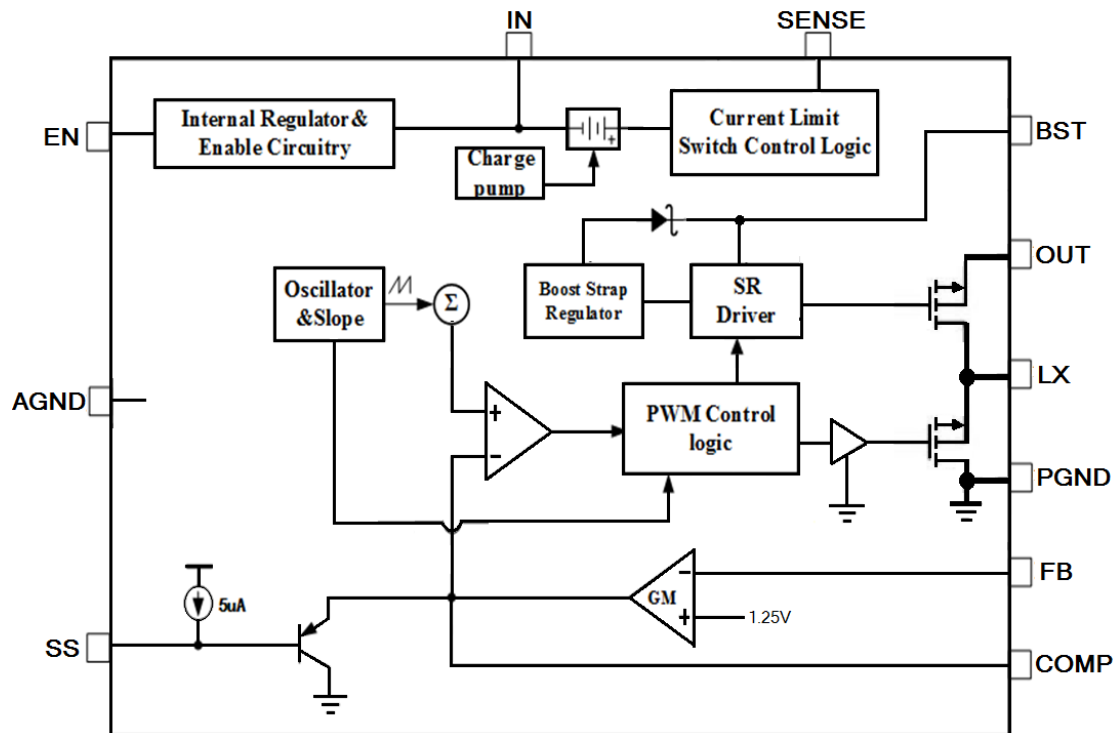 IN
SENSE
EN
Internal Regulator&
Enable Circuitry
+
Current Limit
Switch Control Logic
BST
Charge
pump
OUT
Oscillator
&Slope
Σ
Boost Strap
Regulator
SR
Driver
LX
AGND
+
−
PWM Control
logic
PGND
FB
−
GM
+
1.25V
5uA
SS
COMP